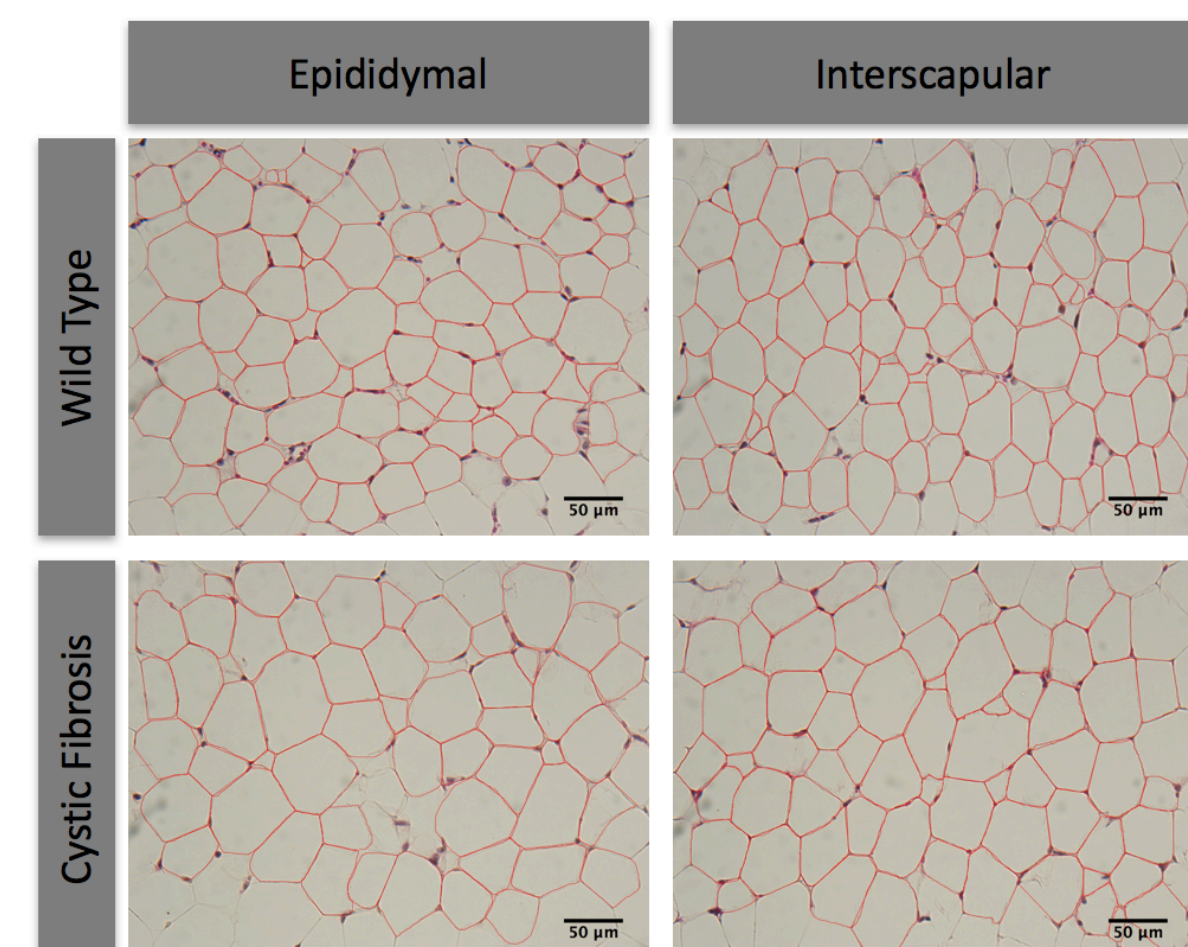 Epididymal
Interscapular
Wild Type
50 µm
50 µm
Cystic Fibrosis
50 µm
50 µm